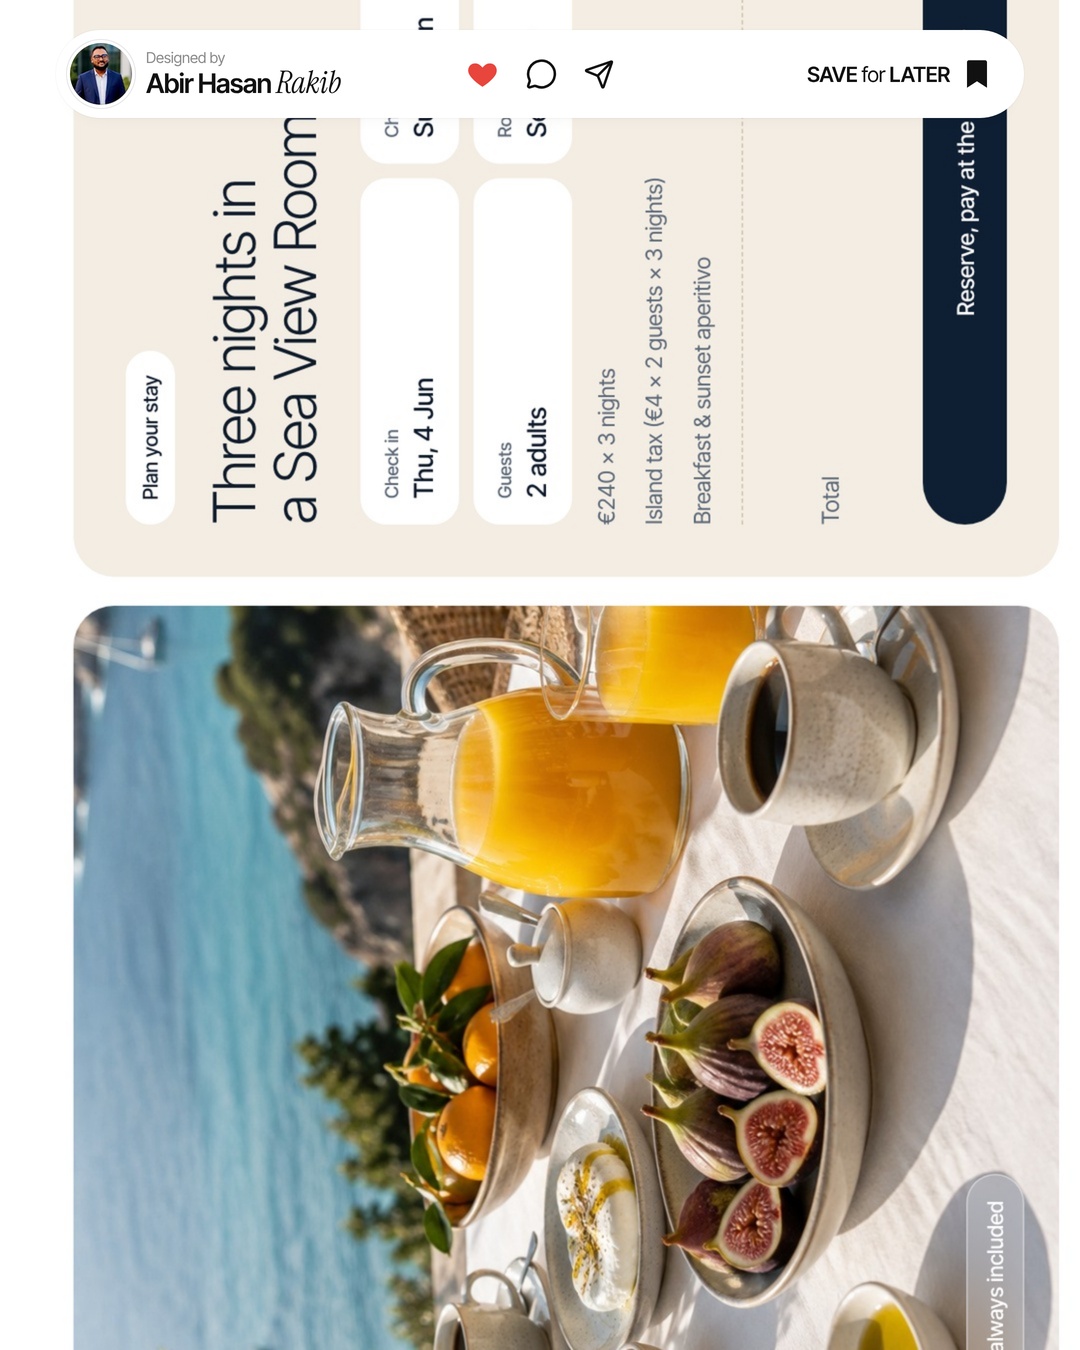 Designed by
Abir Hasan Rakib
SAVE for LATER
Plan your stay
Three nights in
a Sea View Room
Check in
Thu, 4 Jun
Guests
2 adults
€240 × 3 nights
Island tax (€4 × 2 guests × 3 nights)
Breakfast & sunset aperitivo
Total
Reserve, pay at the
always included